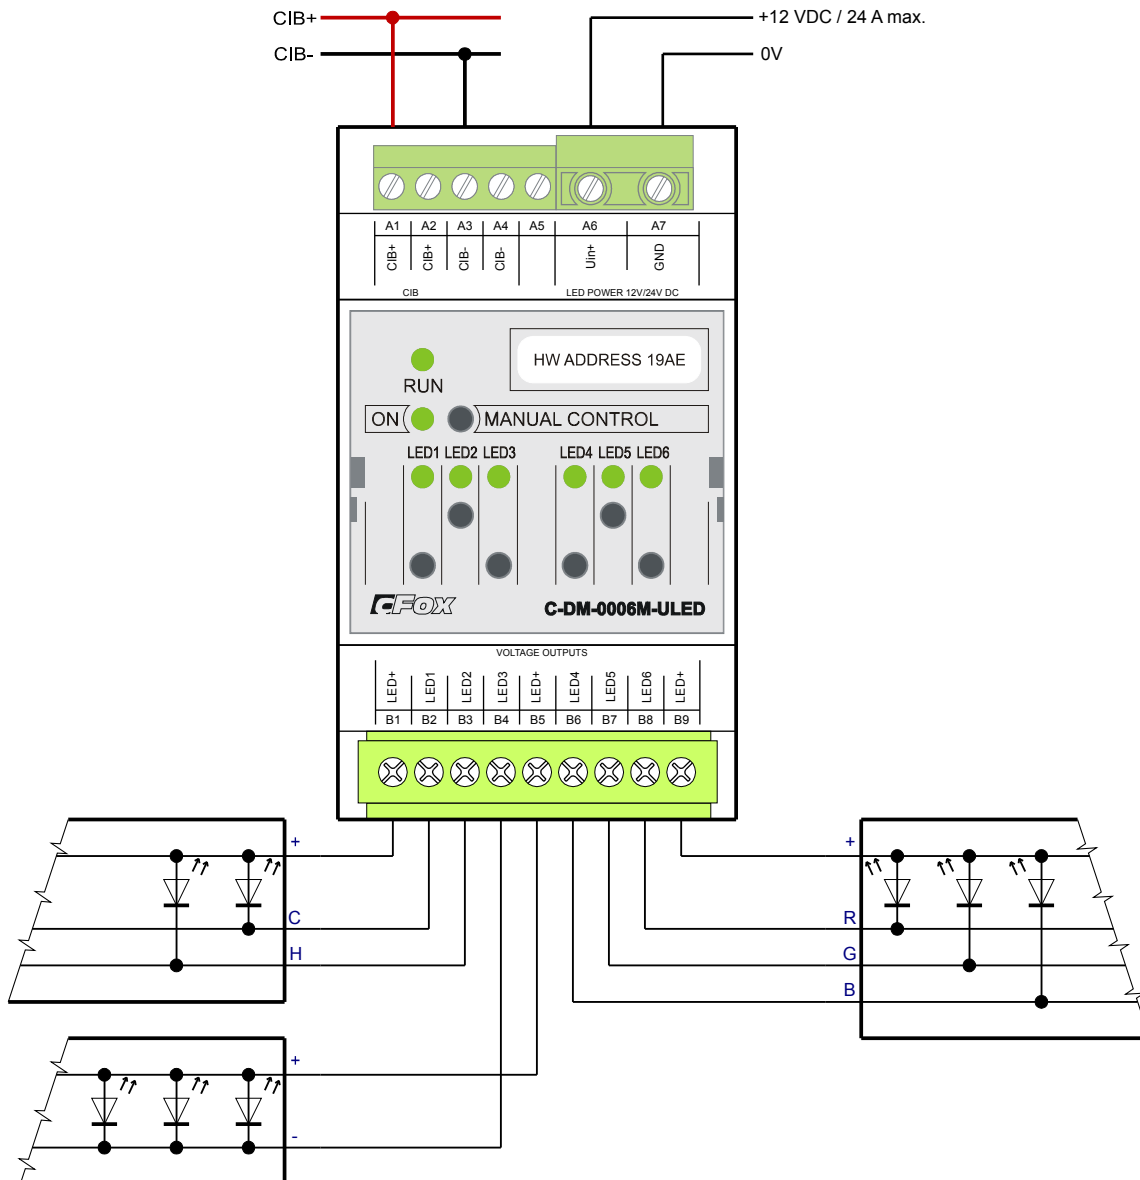 CIB+
+12 VDC / 24 A max.
CIB-
0V
A1 A2 A3 A4 A5 A6 A7
CIB+ CIB+ CIB- CIB- Uin+ GND
CIB LED POWER 12V/24V DC
HW ADDRESS 19AE
RUN
ON MANUAL CONTROL
LED1 LED2 LED3 LED4 LED5 LED6
CFox C-DM-0006M-ULED
VOLTAGE OUTPUTS
LED+ LED1 LED2 LED3 LED+ LED4 LED5 LED6 LED+
B1 B2 B3 B4 B5 B6 B7 B8 B9
+ +
C R
H G
B
+
-